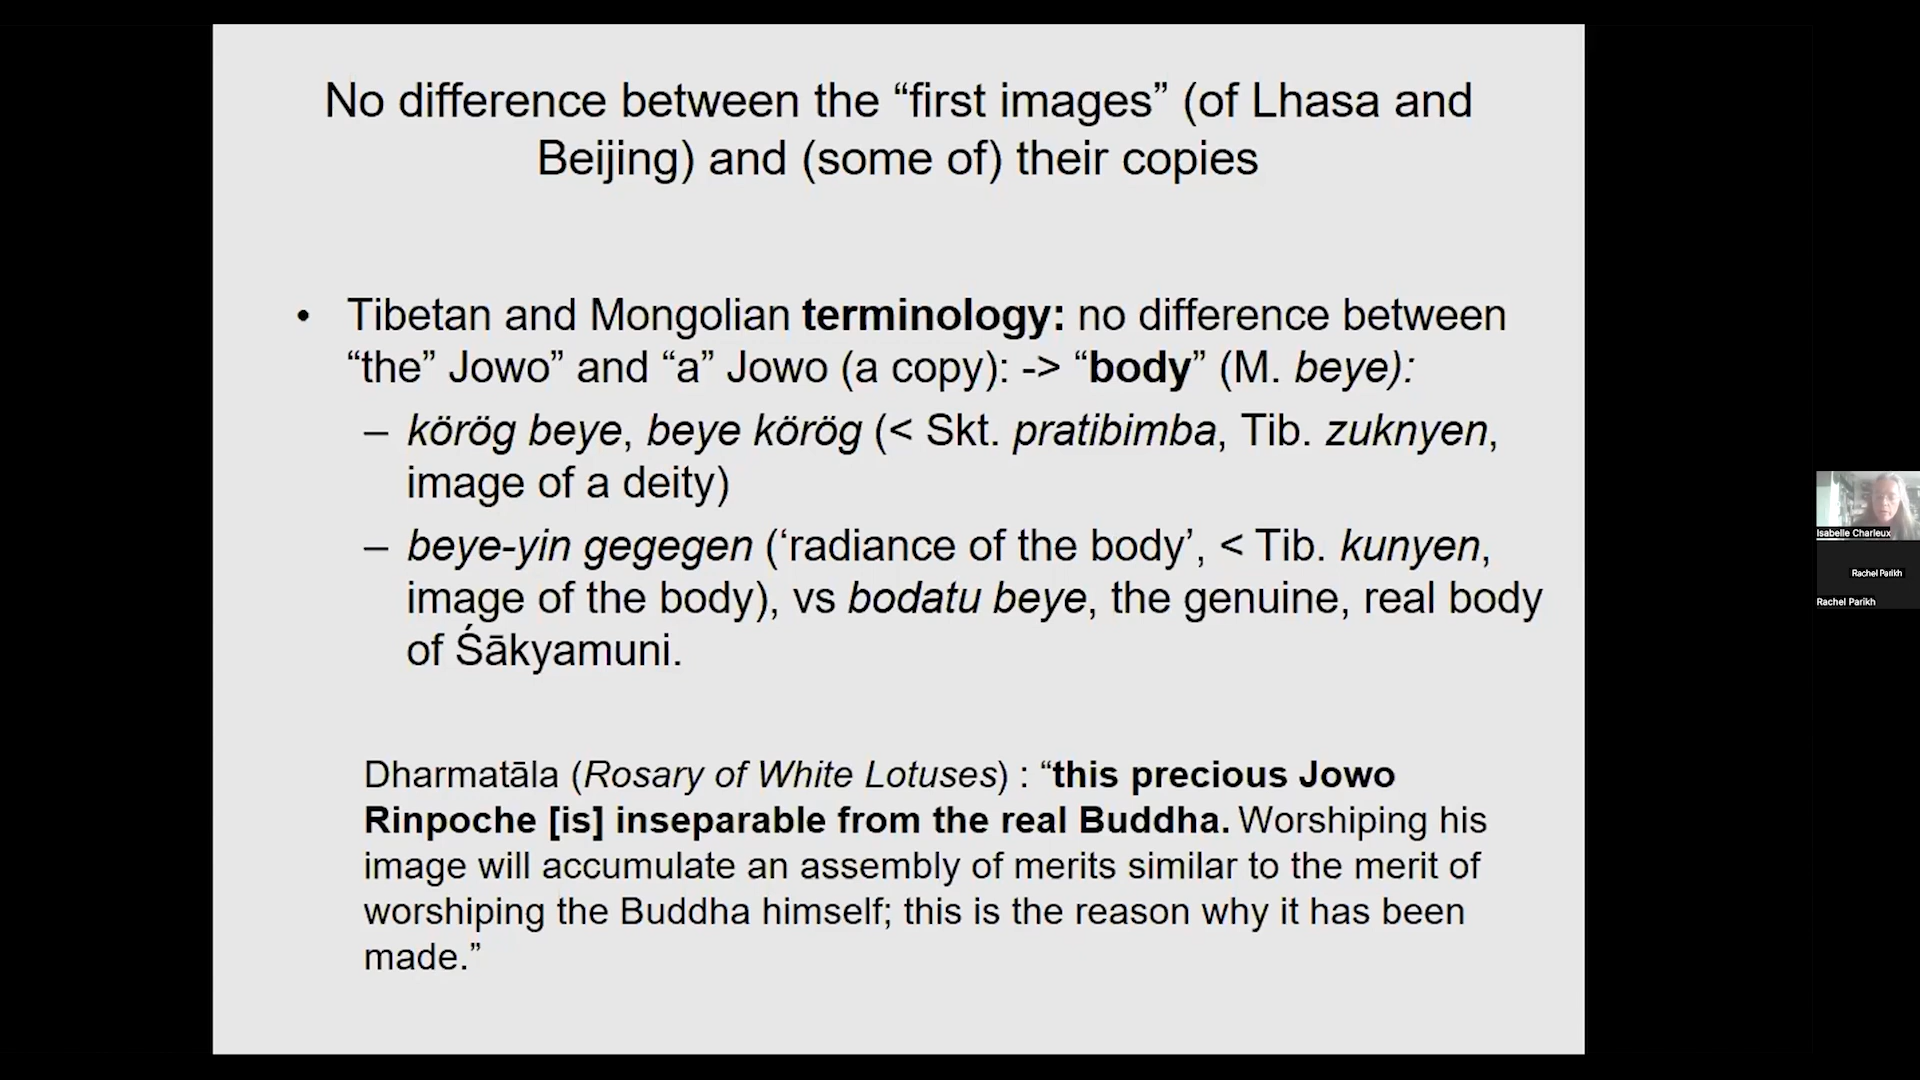 No difference between the “first images” (of Lhasa and
Beijing) and (some of) their copies
• Tibetan and Mongolian terminology: no difference between
“the” Jowo” and “a” Jowo (a copy): -> “body” (M. beye):
– körög beye, beye körög (< Skt. pratibimba, Tib. zuknyen,
image of a deity)
– beye-yin gegegen (‘radiance of the body’, < Tib. kunyen,
image of the body), vs bodatu beye, the genuine, real body
of Śākyamuni.
Dharmatāla (Rosary of White Lotuses) : “this precious Jowo
Rinpoche [is] inseparable from the real Buddha. Worshiping his
image will accumulate an assembly of merits similar to the merit of
worshiping the Buddha himself; this is the reason why it has been
made.”
Isabelle Charleux
Rachel Parikh
Rachel Parikh